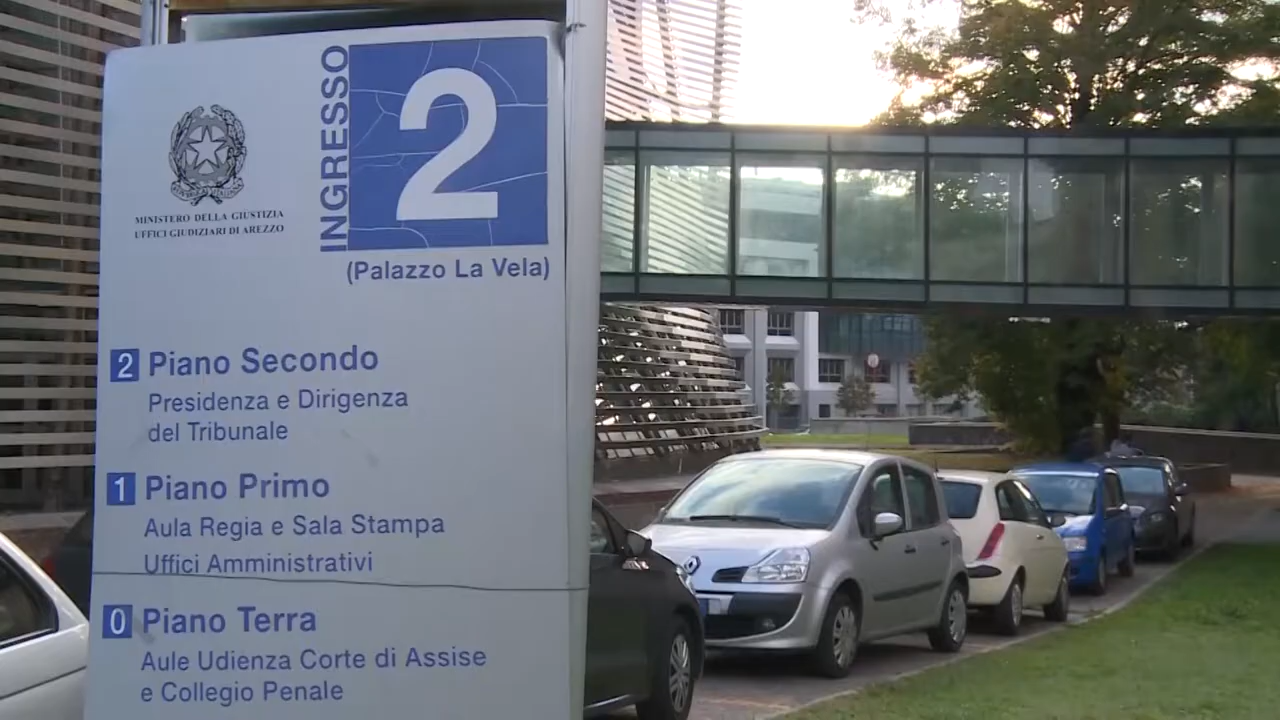 INGRESSO
2
MINISTERO DELLA GIUSTIZIA
UFFICI GIUDIZIARI DI AREZZO
(Palazzo La Vela)
2 Piano Secondo
Presidenza e Dirigenza
del Tribunale
1 Piano Primo
Aula Regia e Sala Stampa
Uffici Amministrativi
0 Piano Terra
Aule Udienza Corte di Assise
e Collegio Penale